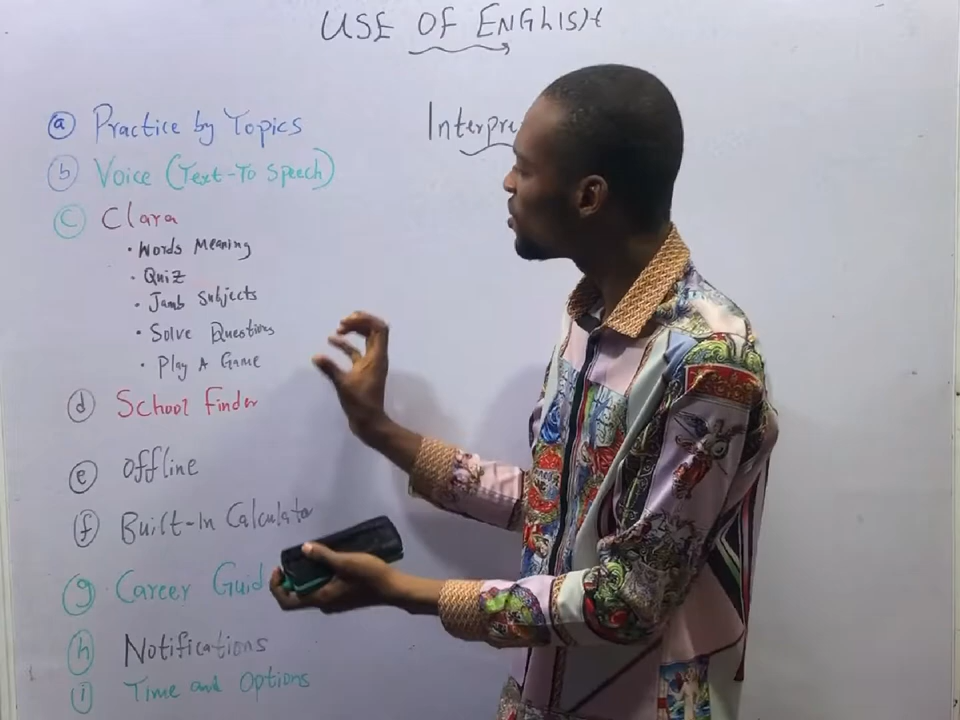 USE OF ENGLISH
ⓐ Practice by Topics
Interpre
ⓑ Voice (Text-To Speech)
ⓒ Clara
• Words Meaning
• Quiz
• Jamb Subjects
• Solve Questions
• Play A Game
ⓓ School finder
ⓔ Offline
ⓕ Built-In Calculato
ⓖ Career Guid
ⓗ Notifications
ⓘ Time and Options